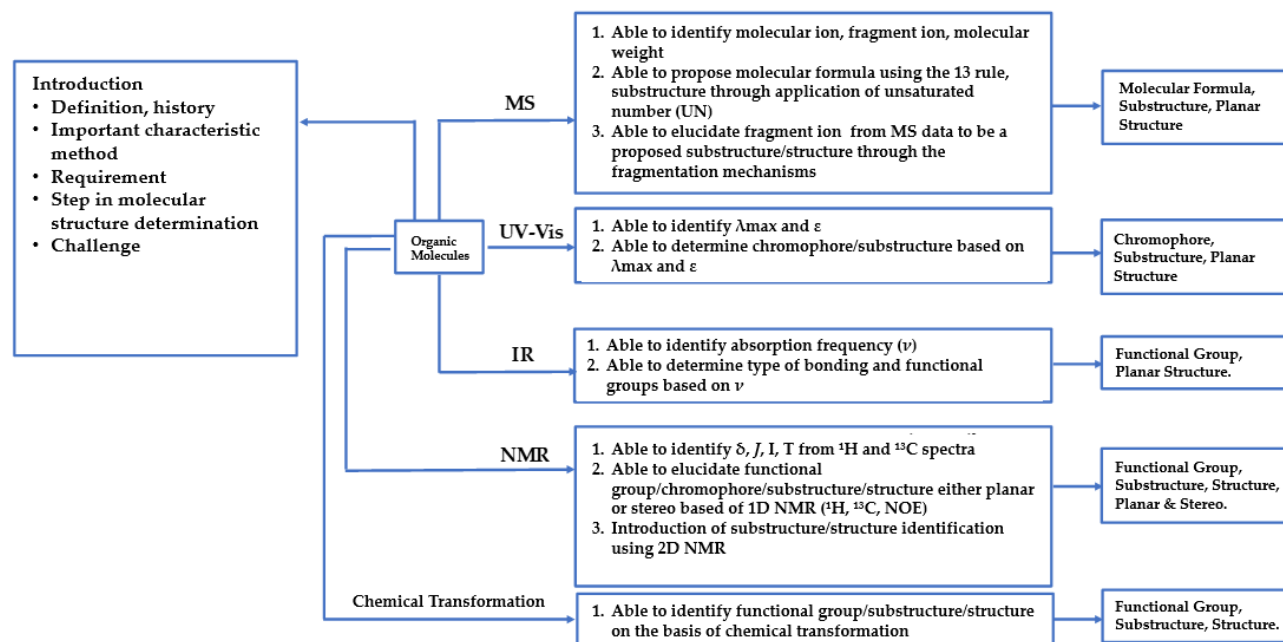 Introduction
• Definition, history
• Important characteristic
method
• Requirement
• Step in molecular
structure determination
• Challenge
Organic
Molecules
MS
1. Able to identify molecular ion, fragment ion, molecular
weight
2. Able to propose molecular formula using the 13 rule,
substructure through application of unsaturated
number (UN)
3. Able to elucidate fragment ion from MS data to be a
proposed substructure/structure through the
fragmentation mechanisms
Molecular Formula,
Substructure, Planar
Structure
UV-Vis
1. Able to identify λmax and ε
2. Able to determine chromophore/substructure based on
λmax and ε
Chromophore,
Substructure, Planar
Structure
IR
1. Able to identify absorption frequency (ν)
2. Able to determine type of bonding and functional
groups based on ν
Functional Group,
Planar Structure.
NMR
1. Able to identify δ, J, I, T from ¹H and ¹³C spectra
2. Able to elucidate functional
group/chromophore/substructure/structure either planar
or stereo based of 1D NMR (¹H, ¹³C, NOE)
3. Introduction of substructure/structure identification
using 2D NMR
Functional Group,
Substructure, Structure,
Planar & Stereo.
Chemical Transformation
1. Able to identify functional group/substructure/structure
on the basis of chemical transformation
Functional Group,
Substructure, Structure.